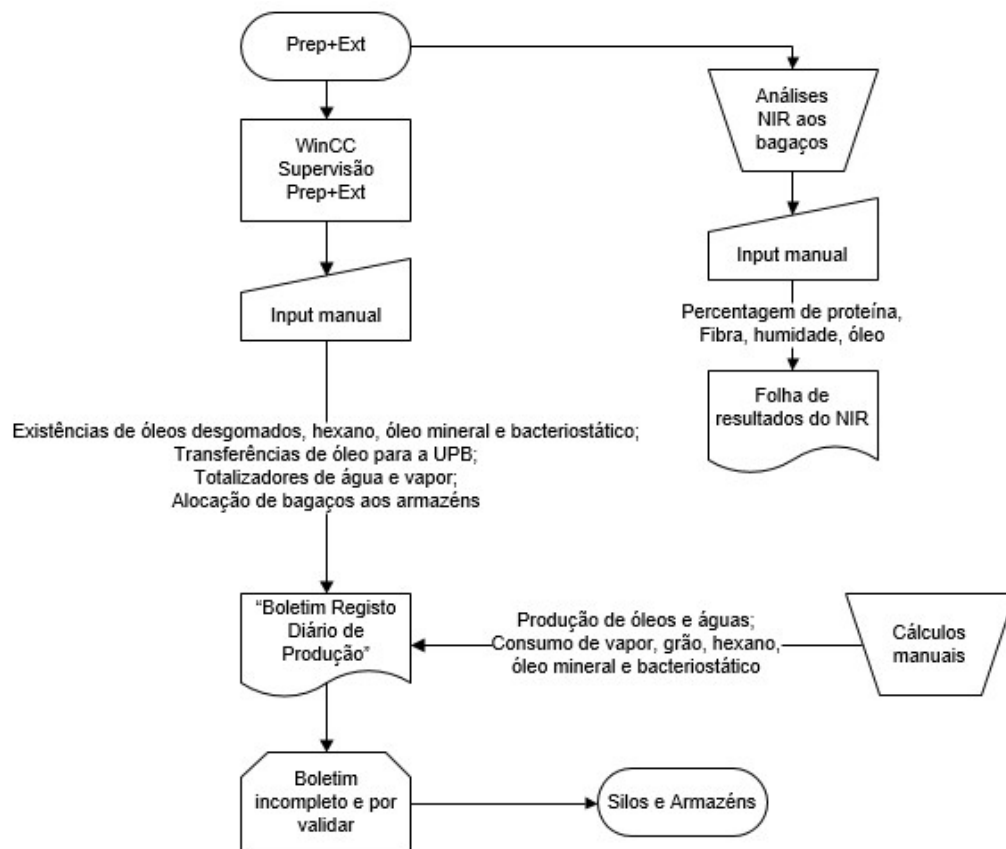 Prep+Ext
WinCC
Supervisão
Prep+Ext
Input manual
Existências de óleos desgomados, hexano, óleo mineral e bacteriostático;
Transferências de óleo para a UPB;
Totalizadores de água e vapor;
Alocação de bagaços aos armazéns
Análises
NIR aos
bagaços
Input manual
Percentagem de proteína,
Fibra, humidade, óleo
Folha de
resultados do NIR
“Boletim Registo
Diário de
Produção”
Produção de óleos e águas;
Consumo de vapor, grão, hexano,
óleo mineral e bacteriostático
Cálculos
manuais
Boletim
incompleto e por
validar
Silos e Armazéns